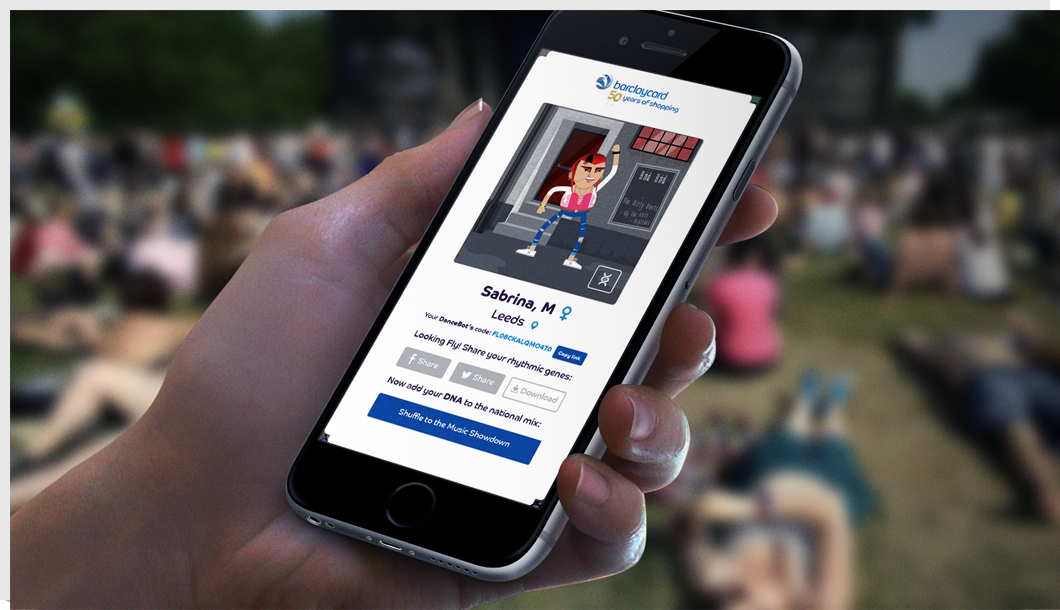 barclaycard
50 years of shopping
Sabrina, M
Leeds
Your DanceBot's code: FL08CXALQMO470 Copy link
Looking Fly! Share your rhythmic genes:
Share Share Download
Now add your DNA to the national mix:
Shuffle to the Music Showdown